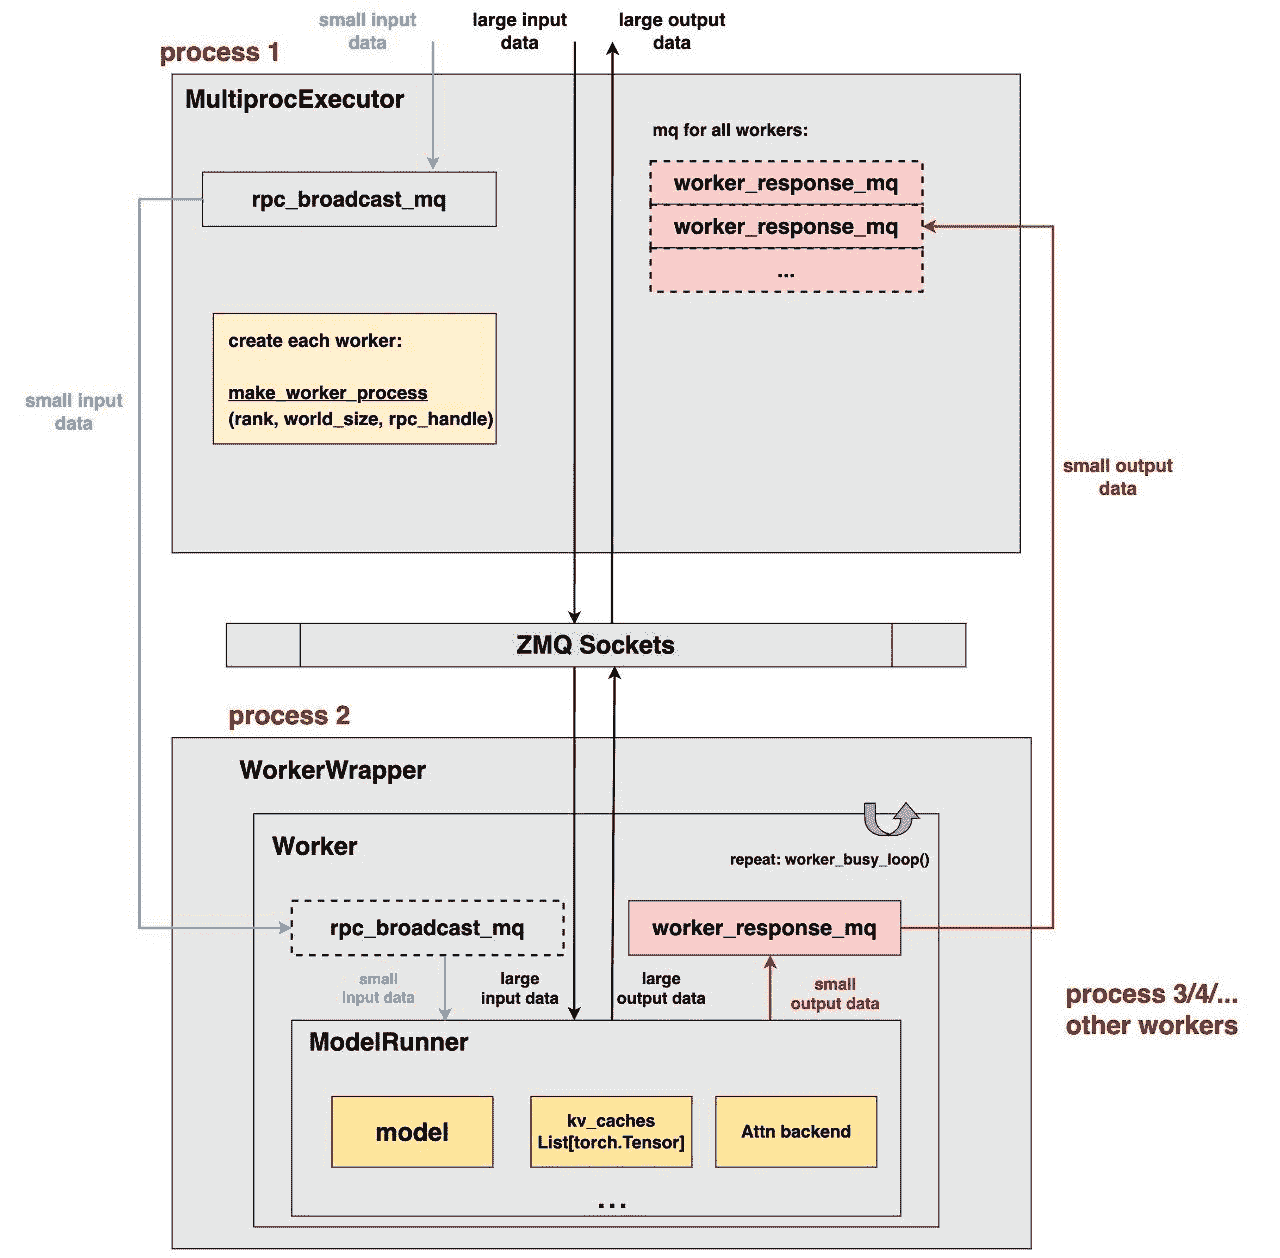 small input
data
large input
data
large output
data
process 1
MultiprocExecutor
mq for all workers:
rpc_broadcast_mq
worker_response_mq
worker_response_mq
...
create each worker:
make_worker_process
(rank, world_size, rpc_handle)
small input
data
small output
data
ZMQ Sockets
process 2
WorkerWrapper
Worker
repeat: worker_busy_loop()
rpc_broadcast_mq
worker_response_mq
small
input data
large
input data
large
output data
small
output data
process 3/4/...
other workers
ModelRunner
model
kv_caches
List[torch.Tensor]
Attn backend
...